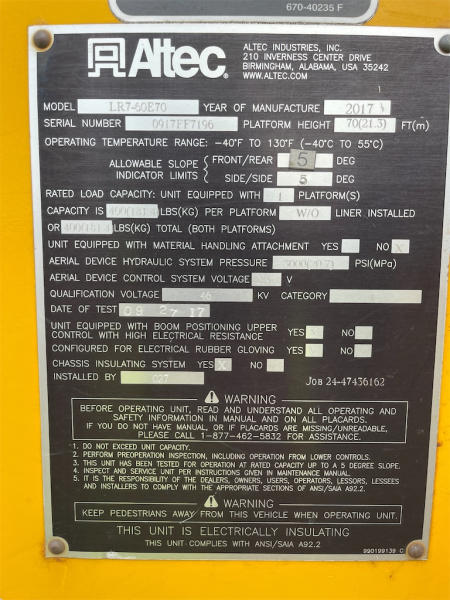 670-40235 F
Altec
ALTEC INDUSTRIES, INC.
210 INVERNESS CENTER DRIVE
BIRMINGHAM, ALABAMA, USA 35242
WWW.ALTEC.COM
MODEL LR7-60E70 YEAR OF MANUFACTURE 2017
SERIAL NUMBER 0917FF7196 PLATFORM HEIGHT 70(21.3) FT(m)
OPERATING TEMPERATURE RANGE: -40°F TO 130°F (-40°C TO 55°C)
ALLOWABLE SLOPE INDICATOR LIMITS { FRONT/REAR 5 DEG
SIDE/SIDE 5 DEG
RATED LOAD CAPACITY: UNIT EQUIPPED WITH 1 PLATFORM(S)
CAPACITY IS LBS(KG) PER PLATFORM W/O LINER INSTALLED
OR LBS(KG) TOTAL (BOTH PLATFORMS)
UNIT EQUIPPED WITH MATERIAL HANDLING ATTACHMENT YES NO X
AERIAL DEVICE HYDRAULIC SYSTEM PRESSURE PSI(MPa)
AERIAL DEVICE CONTROL SYSTEM VOLTAGE V
QUALIFICATION VOLTAGE 46 KV CATEGORY
DATE OF TEST 09 27 17
UNIT EQUIPPED WITH BOOM POSITIONING UPPER
CONTROL WITH HIGH ELECTRICAL RESISTANCE YES NO
CONFIGURED FOR ELECTRICAL RUBBER GLOVING YES NO
CHASSIS INSULATING SYSTEM YES X NO
INSTALLED BY 027 JOB 24-47436162
WARNING
BEFORE OPERATING UNIT, READ AND UNDERSTAND ALL OPERATING AND
SAFETY INFORMATION IN MANUAL AND ON ALL PLACARDS.
IF YOU DO NOT HAVE MANUAL, OR IF PLACARDS ARE MISSING/UNREADABLE,
PLEASE CALL 1-877-462-5832 FOR ASSISTANCE.
1. DO NOT EXCEED UNIT CAPACITY.
2. PERFORM PREOPERATION INSPECTION, INCLUDING OPERATION FROM LOWER CONTROLS.
3. THIS UNIT HAS BEEN TESTED FOR OPERATION AT RATED CAPACITY UP TO A 5 DEGREE SLOPE.
4. INSPECT AND SERVICE UNIT PER INSTRUCTIONS GIVEN IN MAINTENANCE MANUAL.
5. IT IS THE RESPONSIBILITY OF THE DEALERS, OWNERS, USERS, OPERATORS, LESSORS, LESSEES
AND INSTALLERS TO COMPLY WITH THE APPROPRIATE SECTIONS OF ANSI/SAIA A92.2.
WARNING
KEEP PEDESTRIANS AWAY FROM THIS VEHICLE WHEN OPERATING UNIT.
THIS UNIT IS ELECTRICALLY INSULATING
THIS UNIT COMPLIES WITH ANSI/SAIA A92.2
990199139 C